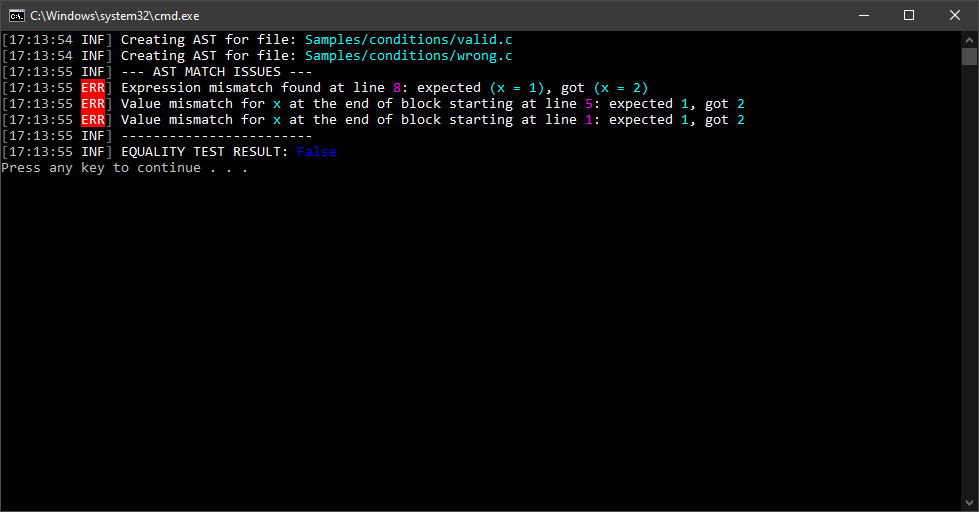 C:\Windows\system32\cmd.exe
[17:13:54 INF] Creating AST for file: Samples/conditions/valid.c
[17:13:54 INF] Creating AST for file: Samples/conditions/wrong.c
[17:13:55 INF] --- AST MATCH ISSUES ---
[17:13:55 ERR] Expression mismatch found at line 8: expected (x = 1), got (x = 2)
[17:13:55 ERR] Value mismatch for x at the end of block starting at line 5: expected 1, got 2
[17:13:55 ERR] Value mismatch for x at the end of block starting at line 1: expected 1, got 2
[17:13:55 INF] ------------------------
[17:13:55 INF] EQUALITY TEST RESULT: False
Press any key to continue . . .